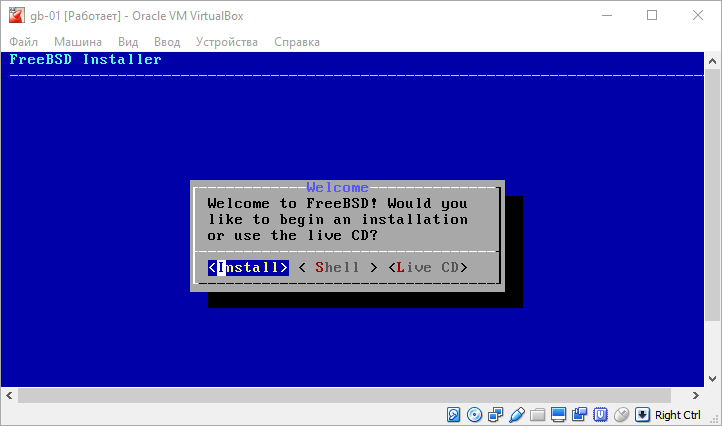 gb-01 [Работает] - Oracle VM VirtualBox
Файл Машина Вид Ввод Устройства Справка
FreeBSD Installer
Welcome
Welcome to FreeBSD! Would you
like to begin an installation
or use the live CD?
<Install> < Shell > <Live CD>
Right Ctrl